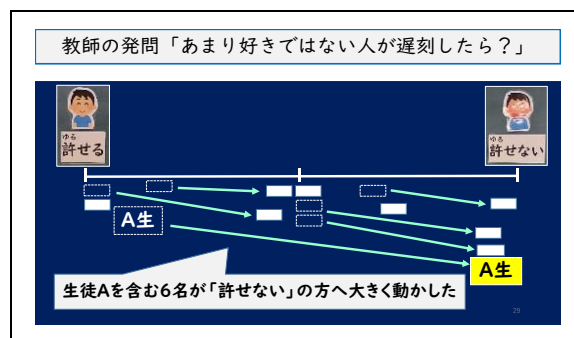 教師の発問「あまり好きではない人が遅刻したら？」
ゆる
許せる
ゆる
許せない
A生
A生
生徒Aを含む6名が「許せない」の方へ大きく動かした
29